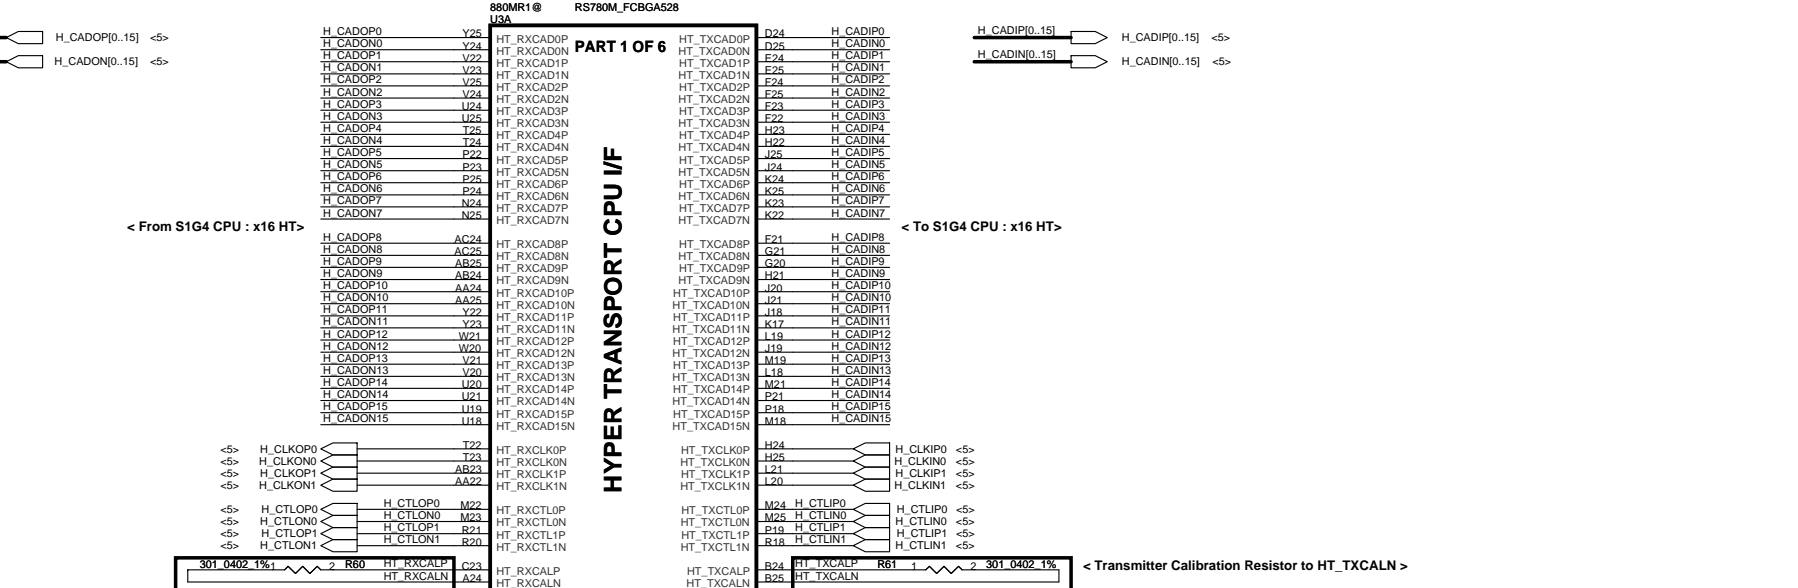 880MR1@ RS780M_FCBGA528
U3A
H_CADOP[0..15] <5>
H_CADON[0..15] <5>
PART 1 OF 6
H_CADIP[0..15] H_CADIP[0..15] <5>
H_CADIN[0..15] H_CADIN[0..15] <5>
H_CADOP0 Y25 HT_RXCAD0P HT_TXCAD0P D24 H_CADIP0
H_CADON0 Y24 HT_RXCAD0N HT_TXCAD0N D25 H_CADIN0
H_CADOP1 V22 HT_RXCAD1P HT_TXCAD1P E24 H_CADIP1
H_CADON1 V23 HT_RXCAD1N HT_TXCAD1N E25 H_CADIN1
H_CADOP2 V25 HT_RXCAD2P HT_TXCAD2P F24 H_CADIP2
H_CADON2 V24 HT_RXCAD2N HT_TXCAD2N F25 H_CADIN2
H_CADOP3 U24 HT_RXCAD3P HT_TXCAD3P F23 H_CADIP3
H_CADON3 U25 HT_RXCAD3N HT_TXCAD3N F22 H_CADIN3
H_CADOP4 T25 HT_RXCAD4P HT_TXCAD4P H23 H_CADIP4
H_CADON4 T24 HT_RXCAD4N HT_TXCAD4N H22 H_CADIN4
H_CADOP5 P22 HT_RXCAD5P HT_TXCAD5P J25 H_CADIP5
H_CADON5 P23 HT_RXCAD5N HT_TXCAD5N J24 H_CADIN5
H_CADOP6 P25 HT_RXCAD6P HT_TXCAD6P K24 H_CADIP6
H_CADON6 P24 HT_RXCAD6N HT_TXCAD6N K25 H_CADIN6
H_CADOP7 N24 HT_RXCAD7P HT_TXCAD7P K23 H_CADIP7
H_CADON7 N25 HT_RXCAD7N HT_TXCAD7N K22 H_CADIN7
< From S1G4 CPU : x16 HT>
HYPER TRANSPORT CPU I/F
< To S1G4 CPU : x16 HT>
H_CADOP8 AC24 HT_RXCAD8P HT_TXCAD8P F21 H_CADIP8
H_CADON8 AC25 HT_RXCAD8N HT_TXCAD8N G21 H_CADIN8
H_CADOP9 AB25 HT_RXCAD9P HT_TXCAD9P G20 H_CADIP9
H_CADON9 AB24 HT_RXCAD9N HT_TXCAD9N H21 H_CADIN9
H_CADOP10 AA24 HT_RXCAD10P HT_TXCAD10P J20 H_CADIP10
H_CADON10 AA25 HT_RXCAD10N HT_TXCAD10N J21 H_CADIN10
H_CADOP11 Y22 HT_RXCAD11P HT_TXCAD11P J18 H_CADIP11
H_CADON11 Y23 HT_RXCAD11N HT_TXCAD11N K17 H_CADIN11
H_CADOP12 W21 HT_RXCAD12P HT_TXCAD12P L19 H_CADIP12
H_CADON12 W20 HT_RXCAD12N HT_TXCAD12N J19 H_CADIN12
H_CADOP13 V21 HT_RXCAD13P HT_TXCAD13P M19 H_CADIP13
H_CADON13 V20 HT_RXCAD13N HT_TXCAD13N L18 H_CADIN13
H_CADOP14 U20 HT_RXCAD14P HT_TXCAD14P M21 H_CADIP14
H_CADON14 U21 HT_RXCAD14N HT_TXCAD14N P21 H_CADIN14
H_CADOP15 U19 HT_RXCAD15P HT_TXCAD15P P18 H_CADIP15
H_CADON15 U18 HT_RXCAD15N HT_TXCAD15N M18 H_CADIN15
<5> H_CLKOP0 T22 HT_RXCLK0P HT_TXCLK0P H24 H_CLKIP0 <5>
<5> H_CLKON0 T23 HT_RXCLK0N HT_TXCLK0N H25 H_CLKIN0 <5>
<5> H_CLKOP1 AB23 HT_RXCLK1P HT_TXCLK1P L21 H_CLKIP1 <5>
<5> H_CLKON1 AA22 HT_RXCLK1N HT_TXCLK1N L20 H_CLKIN1 <5>
<5> H_CTLOP0 H_CTLOP0 M22 HT_RXCTL0P HT_TXCTL0P M24 H_CTLIP0 H_CTLIP0 <5>
<5> H_CTLON0 H_CTLON0 M23 HT_RXCTL0N HT_TXCTL0N M25 H_CTLIN0 H_CTLIN0 <5>
<5> H_CTLOP1 H_CTLOP1 R21 HT_RXCTL1P HT_TXCTL1P P19 H_CTLIP1 H_CTLIP1 <5>
<5> H_CTLON1 H_CTLON1 R20 HT_RXCTL1N HT_TXCTL1N R18 H_CTLIN1 H_CTLIN1 <5>
301_0402_1% 1 2 R60 HT_RXCALP C23 HT_RXCALP HT_TXCALP B24 HT_TXCALP R61 1 2 301_0402_1% < Transmitter Calibration Resistor to HT_TXCALN >
HT_RXCALN A24 HT_RXCALN HT_TXCALN B25 HT_TXCALN